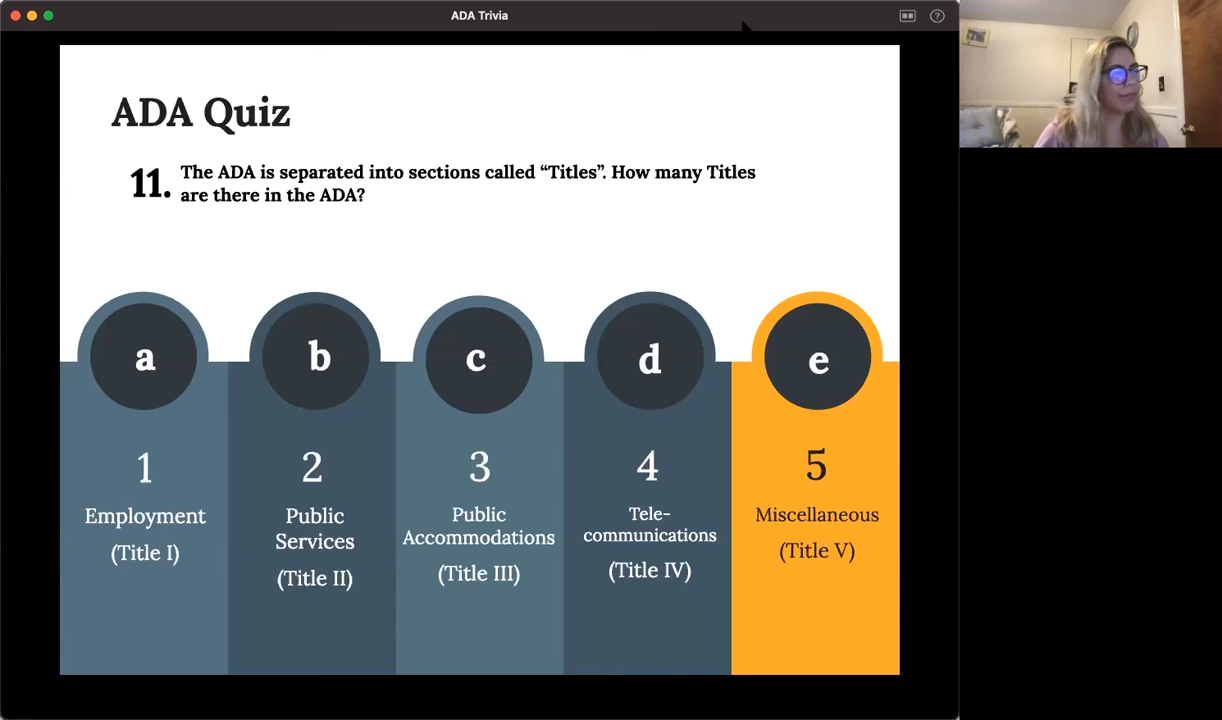 ADA Trivia
ADA Quiz
11.
The ADA is separated into sections called “Titles”. How many Titles
are there in the ADA?
a
b
c
d
e
1
Employment
(Title I)
2
Public
Services
(Title II)
3
Public
Accommodations
(Title III)
4
Tele-
communications
(Title IV)
5
Miscellaneous
(Title V)